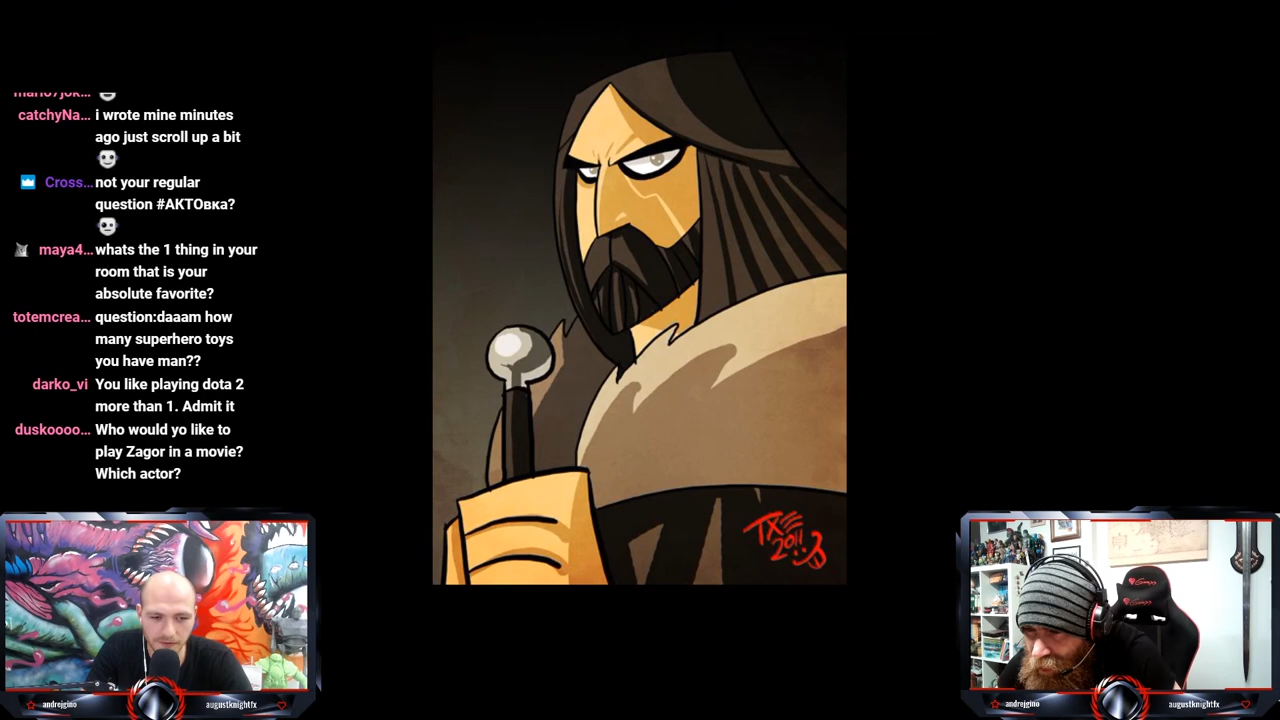 catchyNa... i wrote mine minutes
ago just scroll up a bit
Cross... not your regular
question #АКТОвка?
maya4... whats the 1 thing in your
room that is your
absolute favorite?
totemcrea... question:daaam how
many superhero toys
you have man??
darko_vi You like playing dota 2
more than 1. Admit it
duskoooo... Who would yo like to
play Zagor in a movie?
Which actor?
TXE
2011
andrejgino augustknightfx
andrejgino augustknightfx